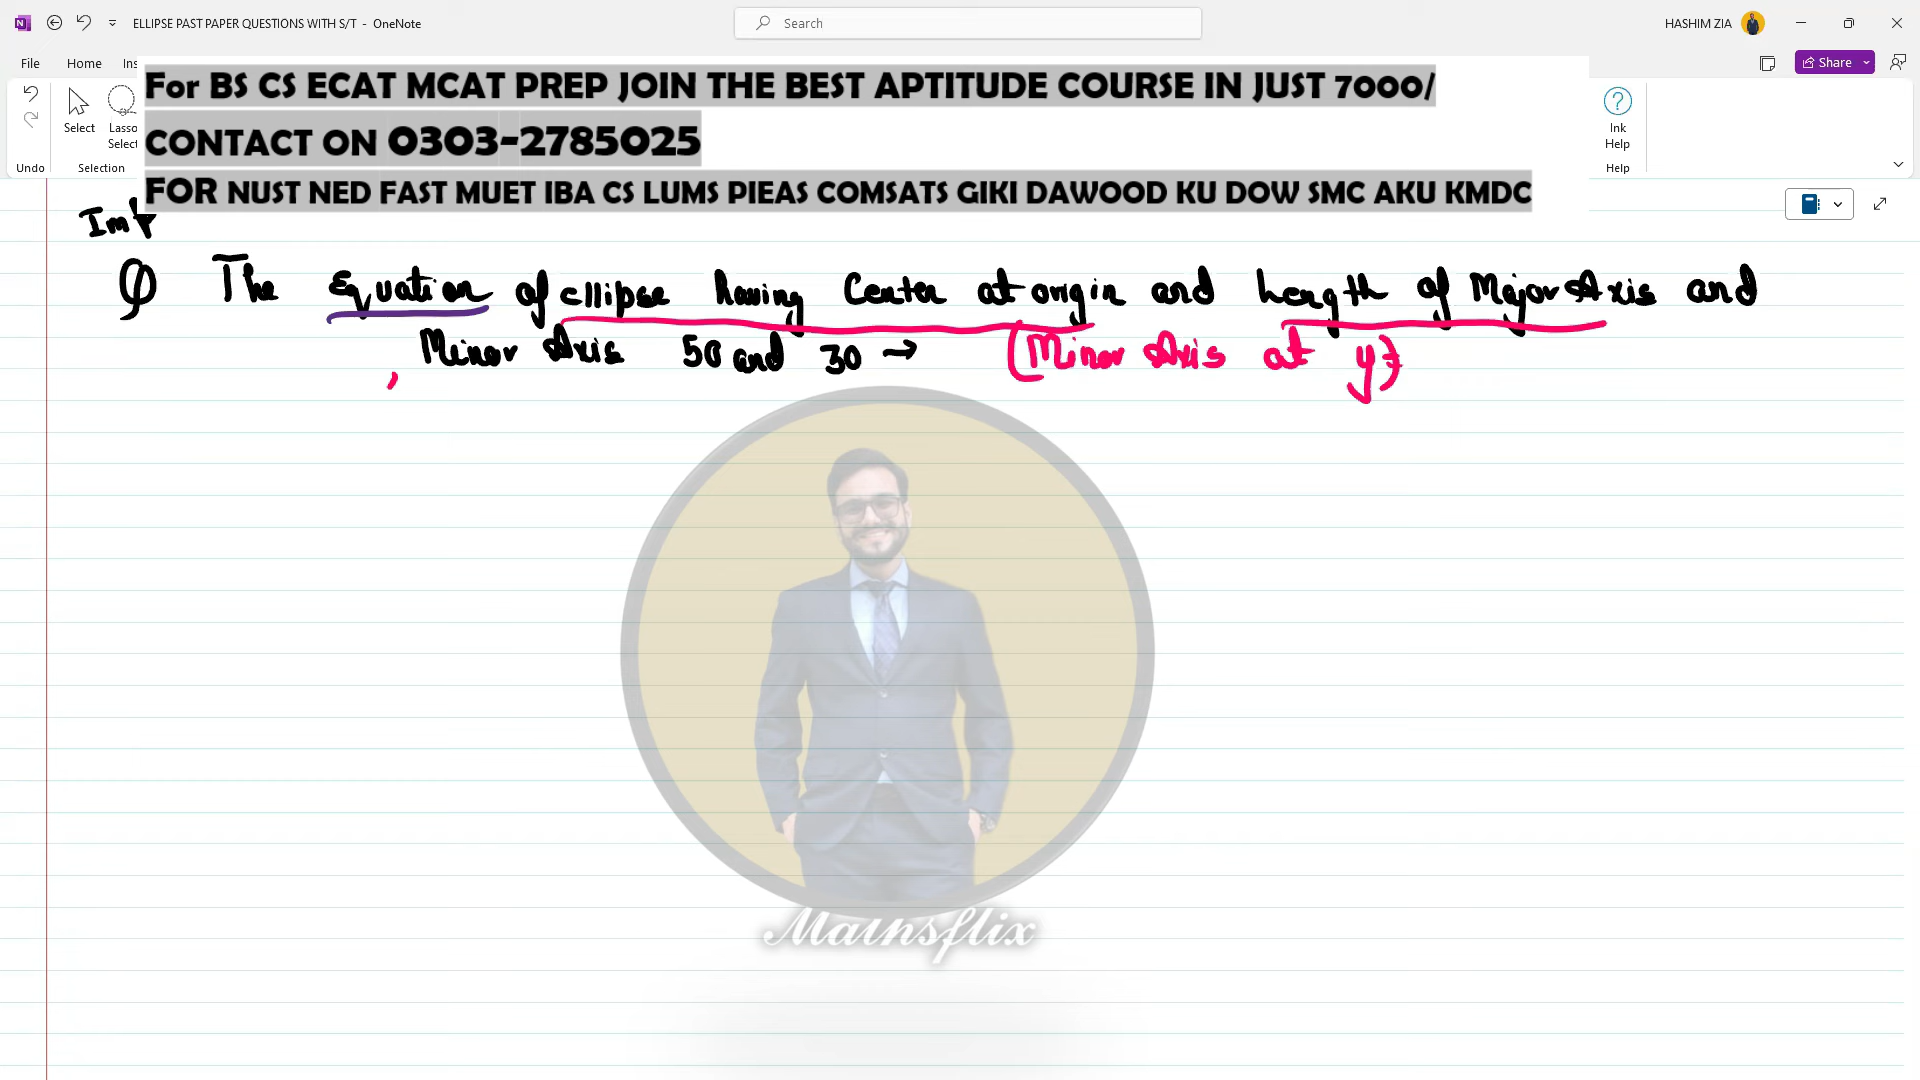 ELLIPSE PAST PAPER QUESTIONS WITH S/T - OneNote
Search
HASHIM ZIA
File Home Ins
Share
For BS CS ECAT MCAT PREP JOIN THE BEST APTITUDE COURSE IN JUST 7000/
CONTACT ON 0303-2785025
FOR NUST NED FAST MUET IBA CS LUMS PIEAS COMSATS GIKI DAWOOD KU DOW SMC AKU KMDC
Select
Lasso
Select
Ink
Help
Undo
Selection
Help
Imp
Q The Equation of ellipse having Center at origin and Length of Major Axis and
Minor Axis 50 and 30 → (Minor Axis at y)
Mathsflix